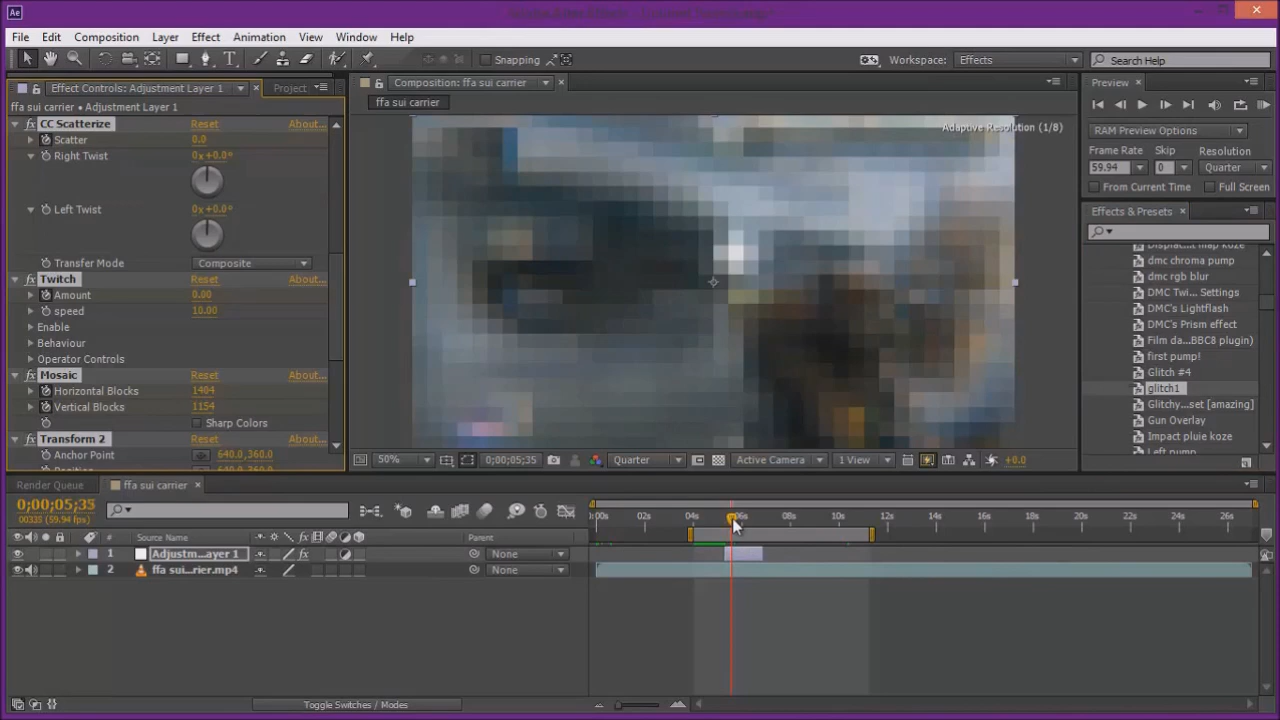 Ae
File Edit Composition Layer Effect Animation View Window Help
Snapping Workspace: Effects Search Help
Effect Controls: Adjustment Layer 1 Project
ffa sui carrier • Adjustment Layer 1
CC Scatterize Reset About...
Scatter 0.0
Right Twist 0x+0.0°
Left Twist 0x+0.0°
Transfer Mode Composite
Twitch Reset About...
Amount 0.00
speed 10.00
Enable
Behaviour
Operator Controls
Mosaic Reset About...
Horizontal Blocks 1404
Vertical Blocks 1154
Sharp Colors
Transform 2 Reset About...
Anchor Point 640.0,360.0
Composition: ffa sui carrier
ffa sui carrier
Adaptive Resolution (1/8)
50% 0;00;05;35 Quarter Active Camera 1 View +0.0
Preview
RAM Preview Options
Frame Rate Skip Resolution
59.94 0 Quarter
From Current Time Full Screen
Effects & Presets
dmc chroma pump
dmc rgb blur
DMC Twi... Settings
DMC's Lightflash
DMC's Prism effect
Film da...BBC8 plugin)
first pump!
Glitch #4
glitch1
Glitchy...set [amazing]
Gun Overlay
Impact pluie koze
Left pump
Render Queue ffa sui carrier
0;00;05;35
00335 (59.94 fps)
# Source Name Parent
1 Adjustm...ayer 1 None
2 ffa sui...rier.mp4 None
00s 02s 04s 06s 08s 10s 12s 14s 16s 18s 20s 22s 24s 26s
Toggle Switches / Modes